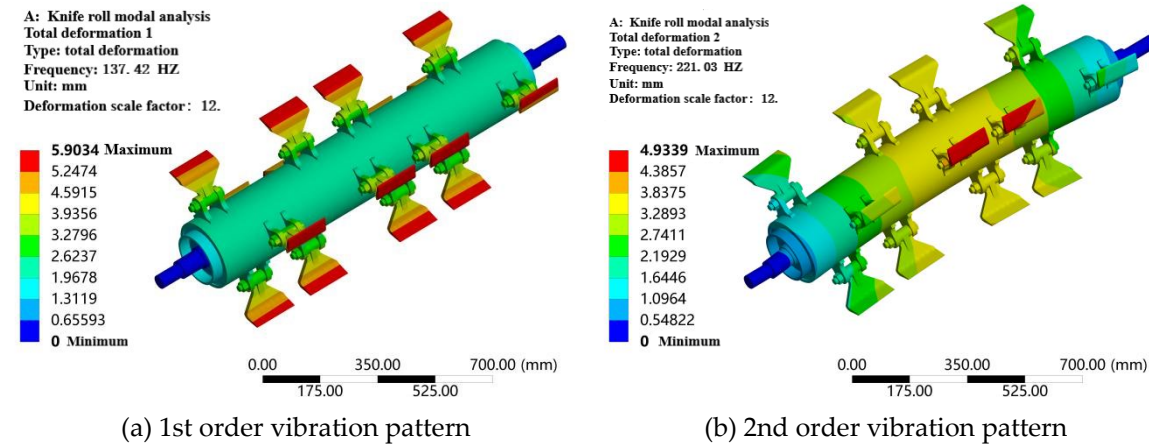 A: Knife roll modal analysis
Total deformation 1
Type: total deformation
Frequency: 137.42 HZ
Unit: mm
Deformation scale factor: 12.
5.9034 Maximum
5.2474
4.5915
3.9356
3.2796
2.6237
1.9678
1.3119
0.65593
0 Minimum
0.00 350.00 700.00 (mm)
175.00 525.00
(a) 1st order vibration pattern
A: Knife roll modal analysis
Total deformation 2
Type: total deformation
Frequency: 221.03 HZ
Unit: mm
Deformation scale factor: 12.
4.9339 Maximum
4.3857
3.8375
3.2893
2.7411
2.1929
1.6446
1.0964
0.54822
0 Minimum
0.00 350.00 700.00 (mm)
175.00 525.00
(b) 2nd order vibration pattern